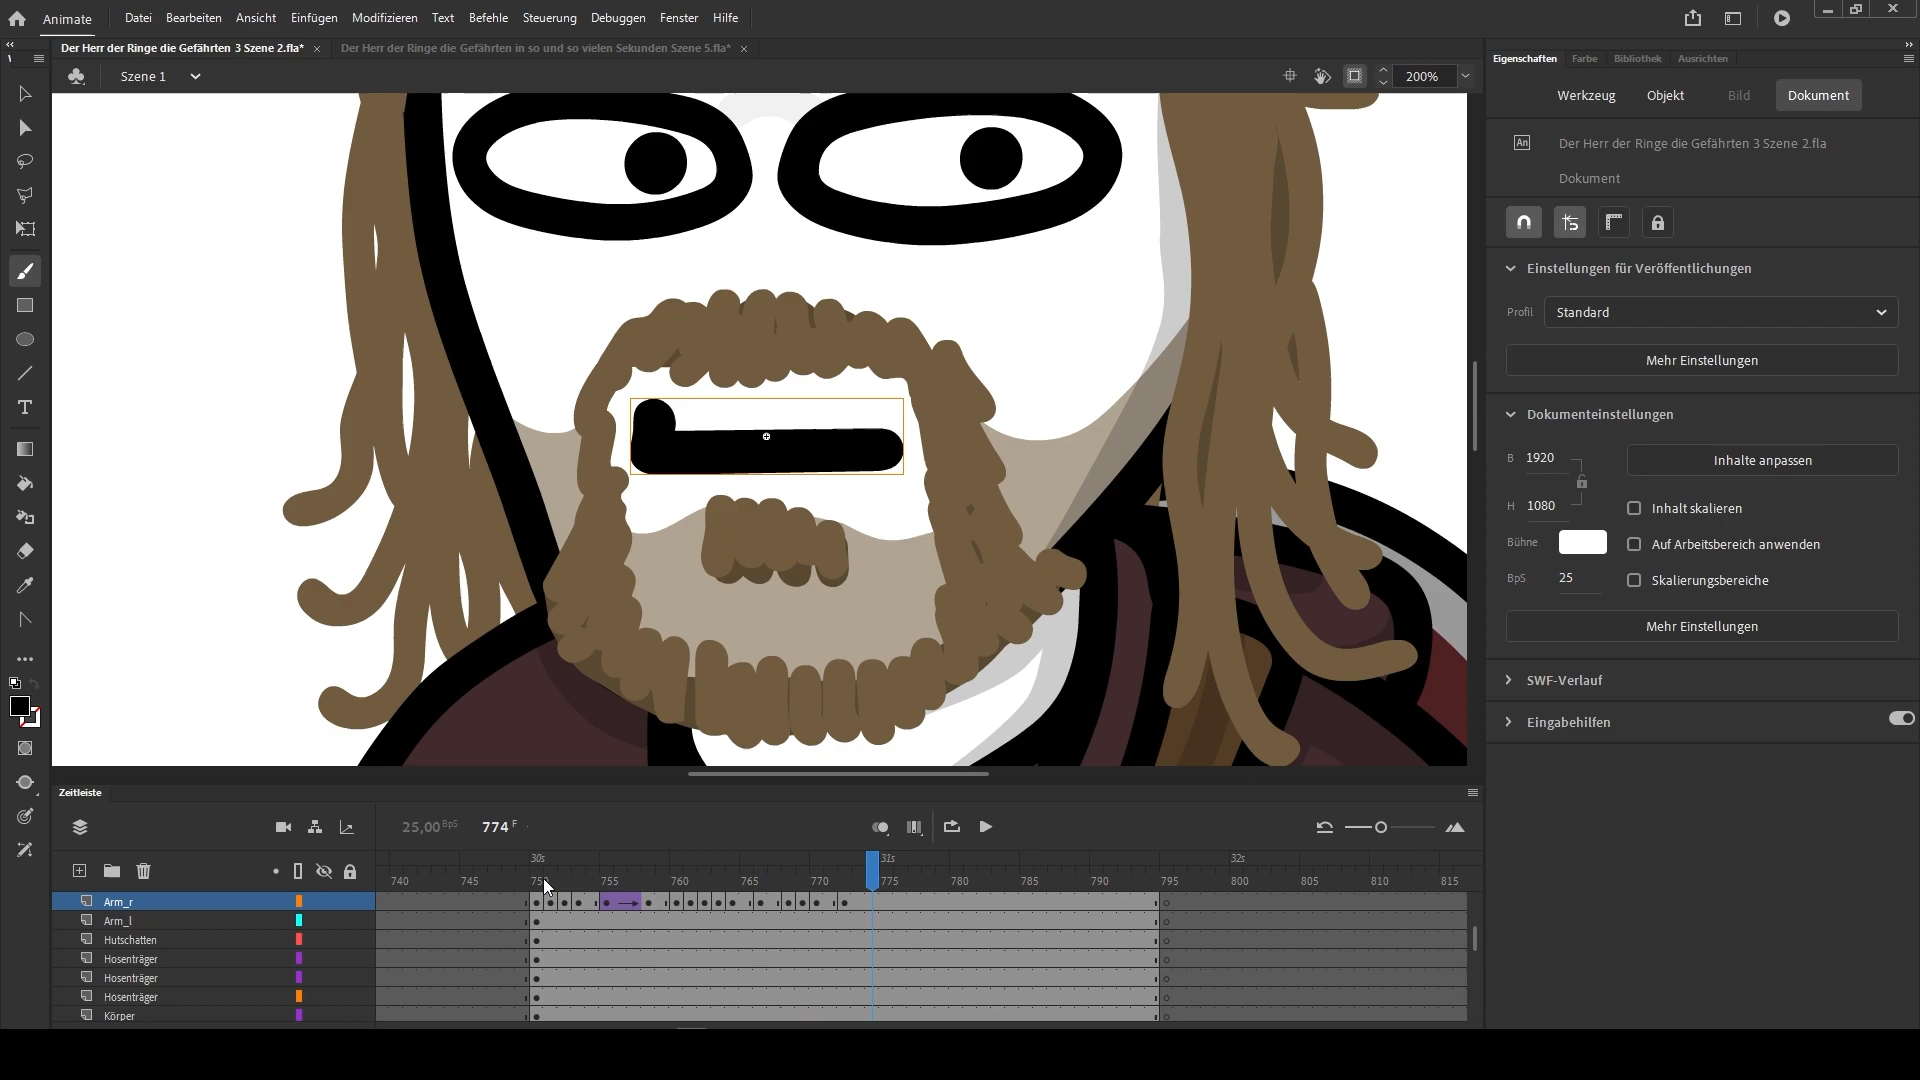 Animate
Datei Bearbeiten Ansicht Einfügen Modifizieren Text Befehle Steuerung Debuggen Fenster Hilfe
Der Herr der Ringe die Gefährten 3 Szene 2.fla*
Der Herr der Ringe die Gefährten in so und so vielen Sekunden Szene 5.fla*
Szene 1
200%
Eigenschaften Farbe Bibliothek Ausrichten
Werkzeug Objekt Bild Dokument
An Der Herr der Ringe die Gefährten 3 Szene 2.fla
Dokument
Einstellungen für Veröffentlichungen
Profil Standard
Mehr Einstellungen
Dokumenteinstellungen
B 1920 Inhalte anpassen
H 1080 Inhalt skalieren
Bühne Auf Arbeitsbereich anwenden
BpS 25 Skalierungsbereiche
Mehr Einstellungen
SWF-Verlauf
Eingabehilfen
Zeitleiste
25,00 BpS 774 F
30s 31s 32s
740 745 755 760 765 770 775 780 785 790 795 800 805 810 815
Arm_r
Arm_l
Hutschatten
Hosenträger
Hosenträger
Hosenträger
Körper